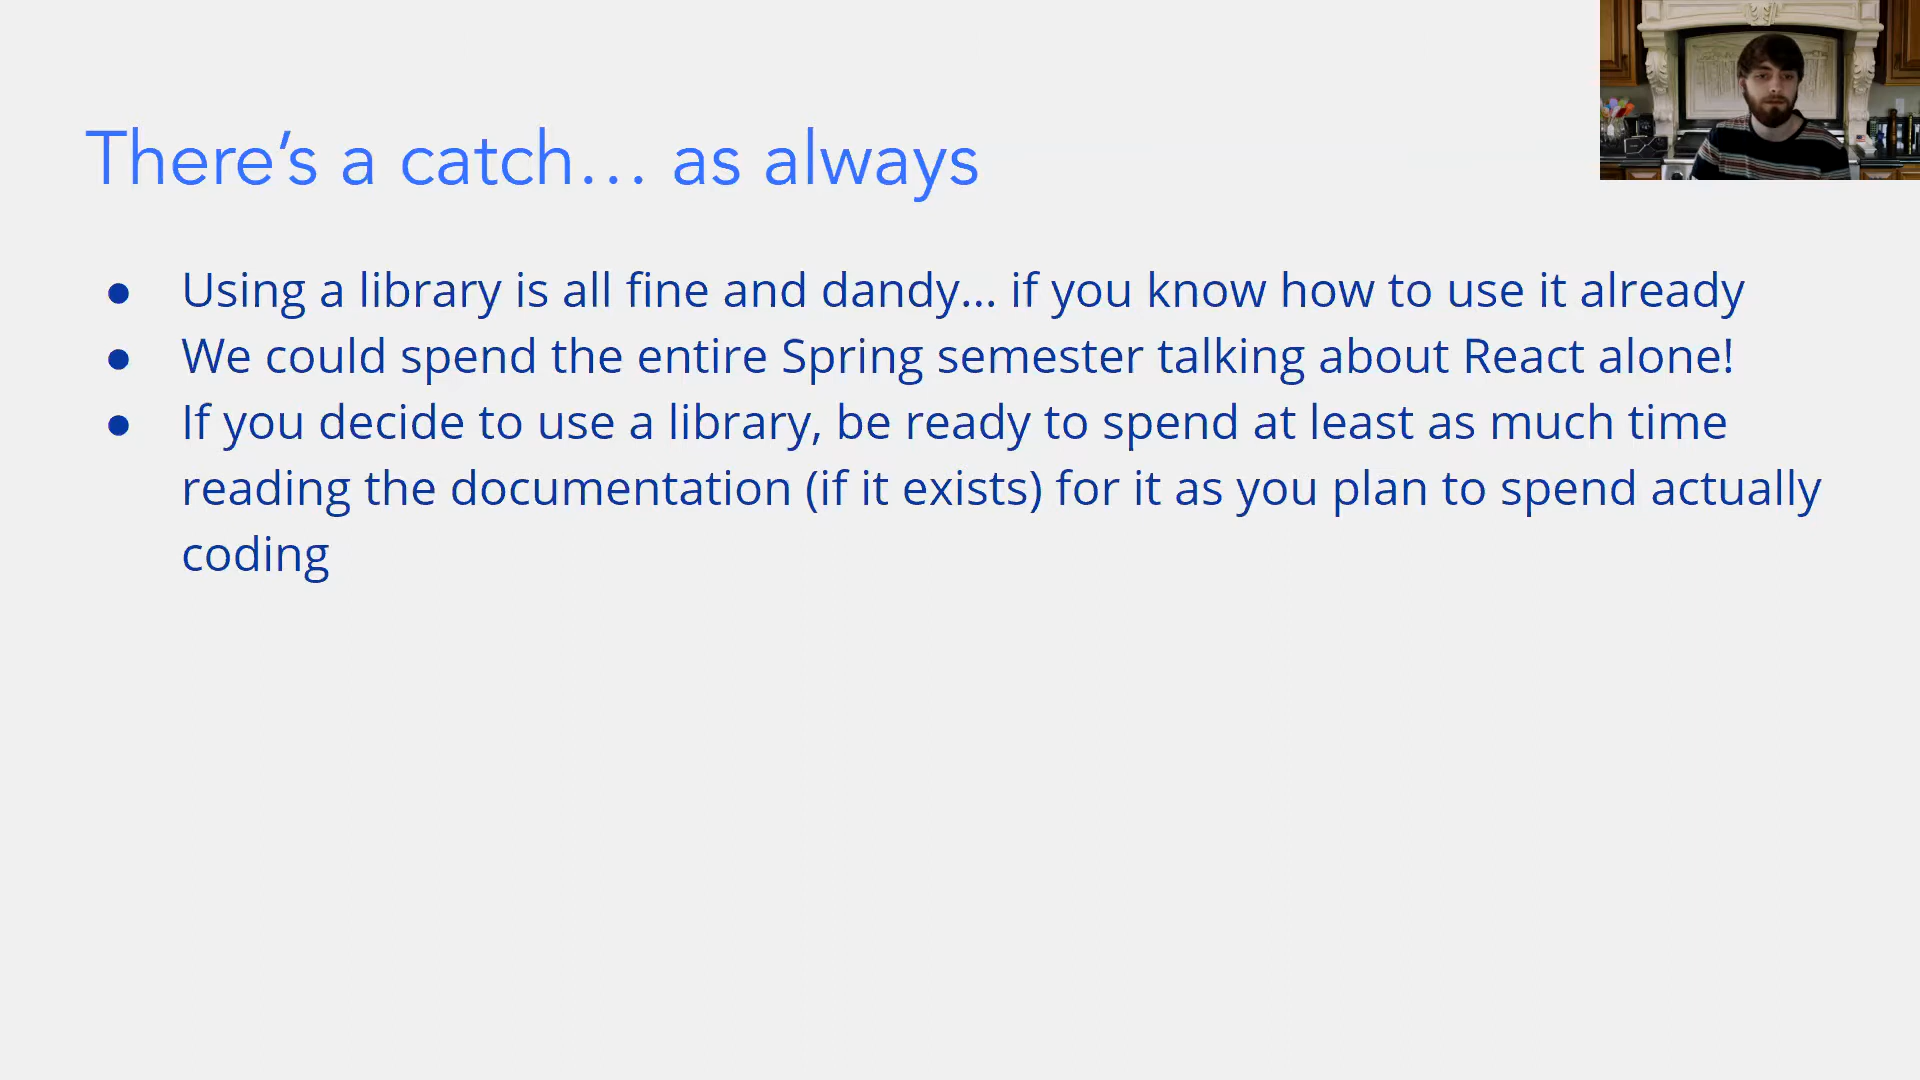 There’s a catch… as always
● Using a library is all fine and dandy… if you know how to use it already
● We could spend the entire Spring semester talking about React alone!
● If you decide to use a library, be ready to spend at least as much time
reading the documentation (if it exists) for it as you plan to spend actually
coding